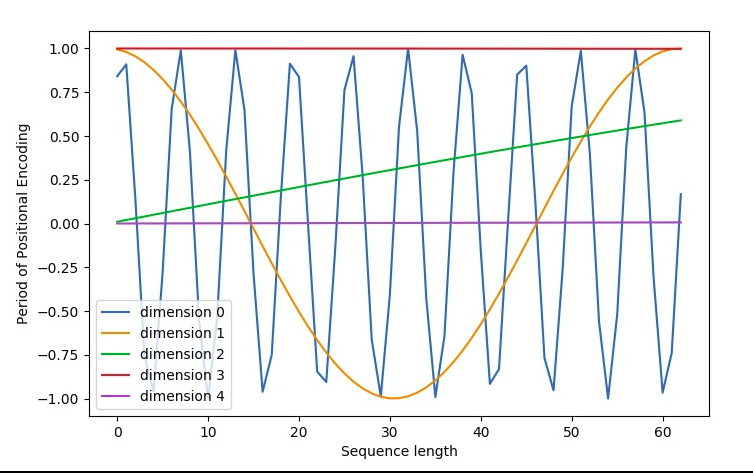 1.00
0.75
0.50
0.25
0.00
−0.25
−0.50
−0.75
−1.00
Period of Positional Encoding
dimension 0
dimension 1
dimension 2
dimension 3
dimension 4
0 10 20 30 40 50 60
Sequence length